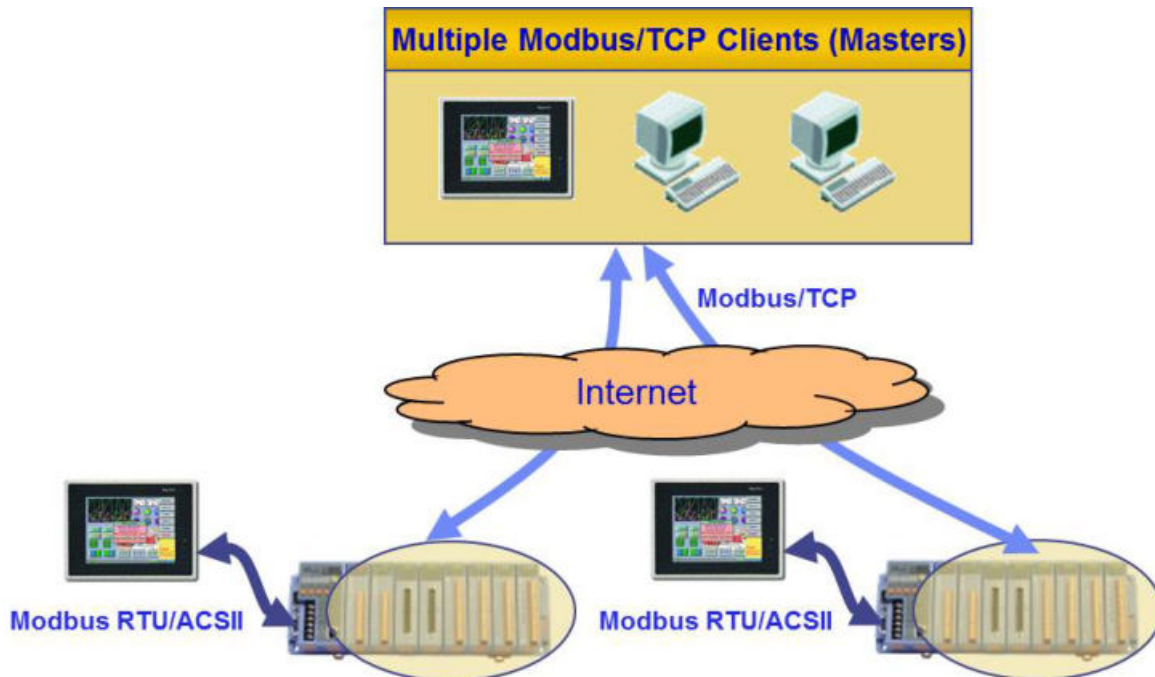 Multiple Modbus/TCP Clients (Masters)
Modbus/TCP
Internet
Modbus RTU/ACSII
Modbus RTU/ACSII